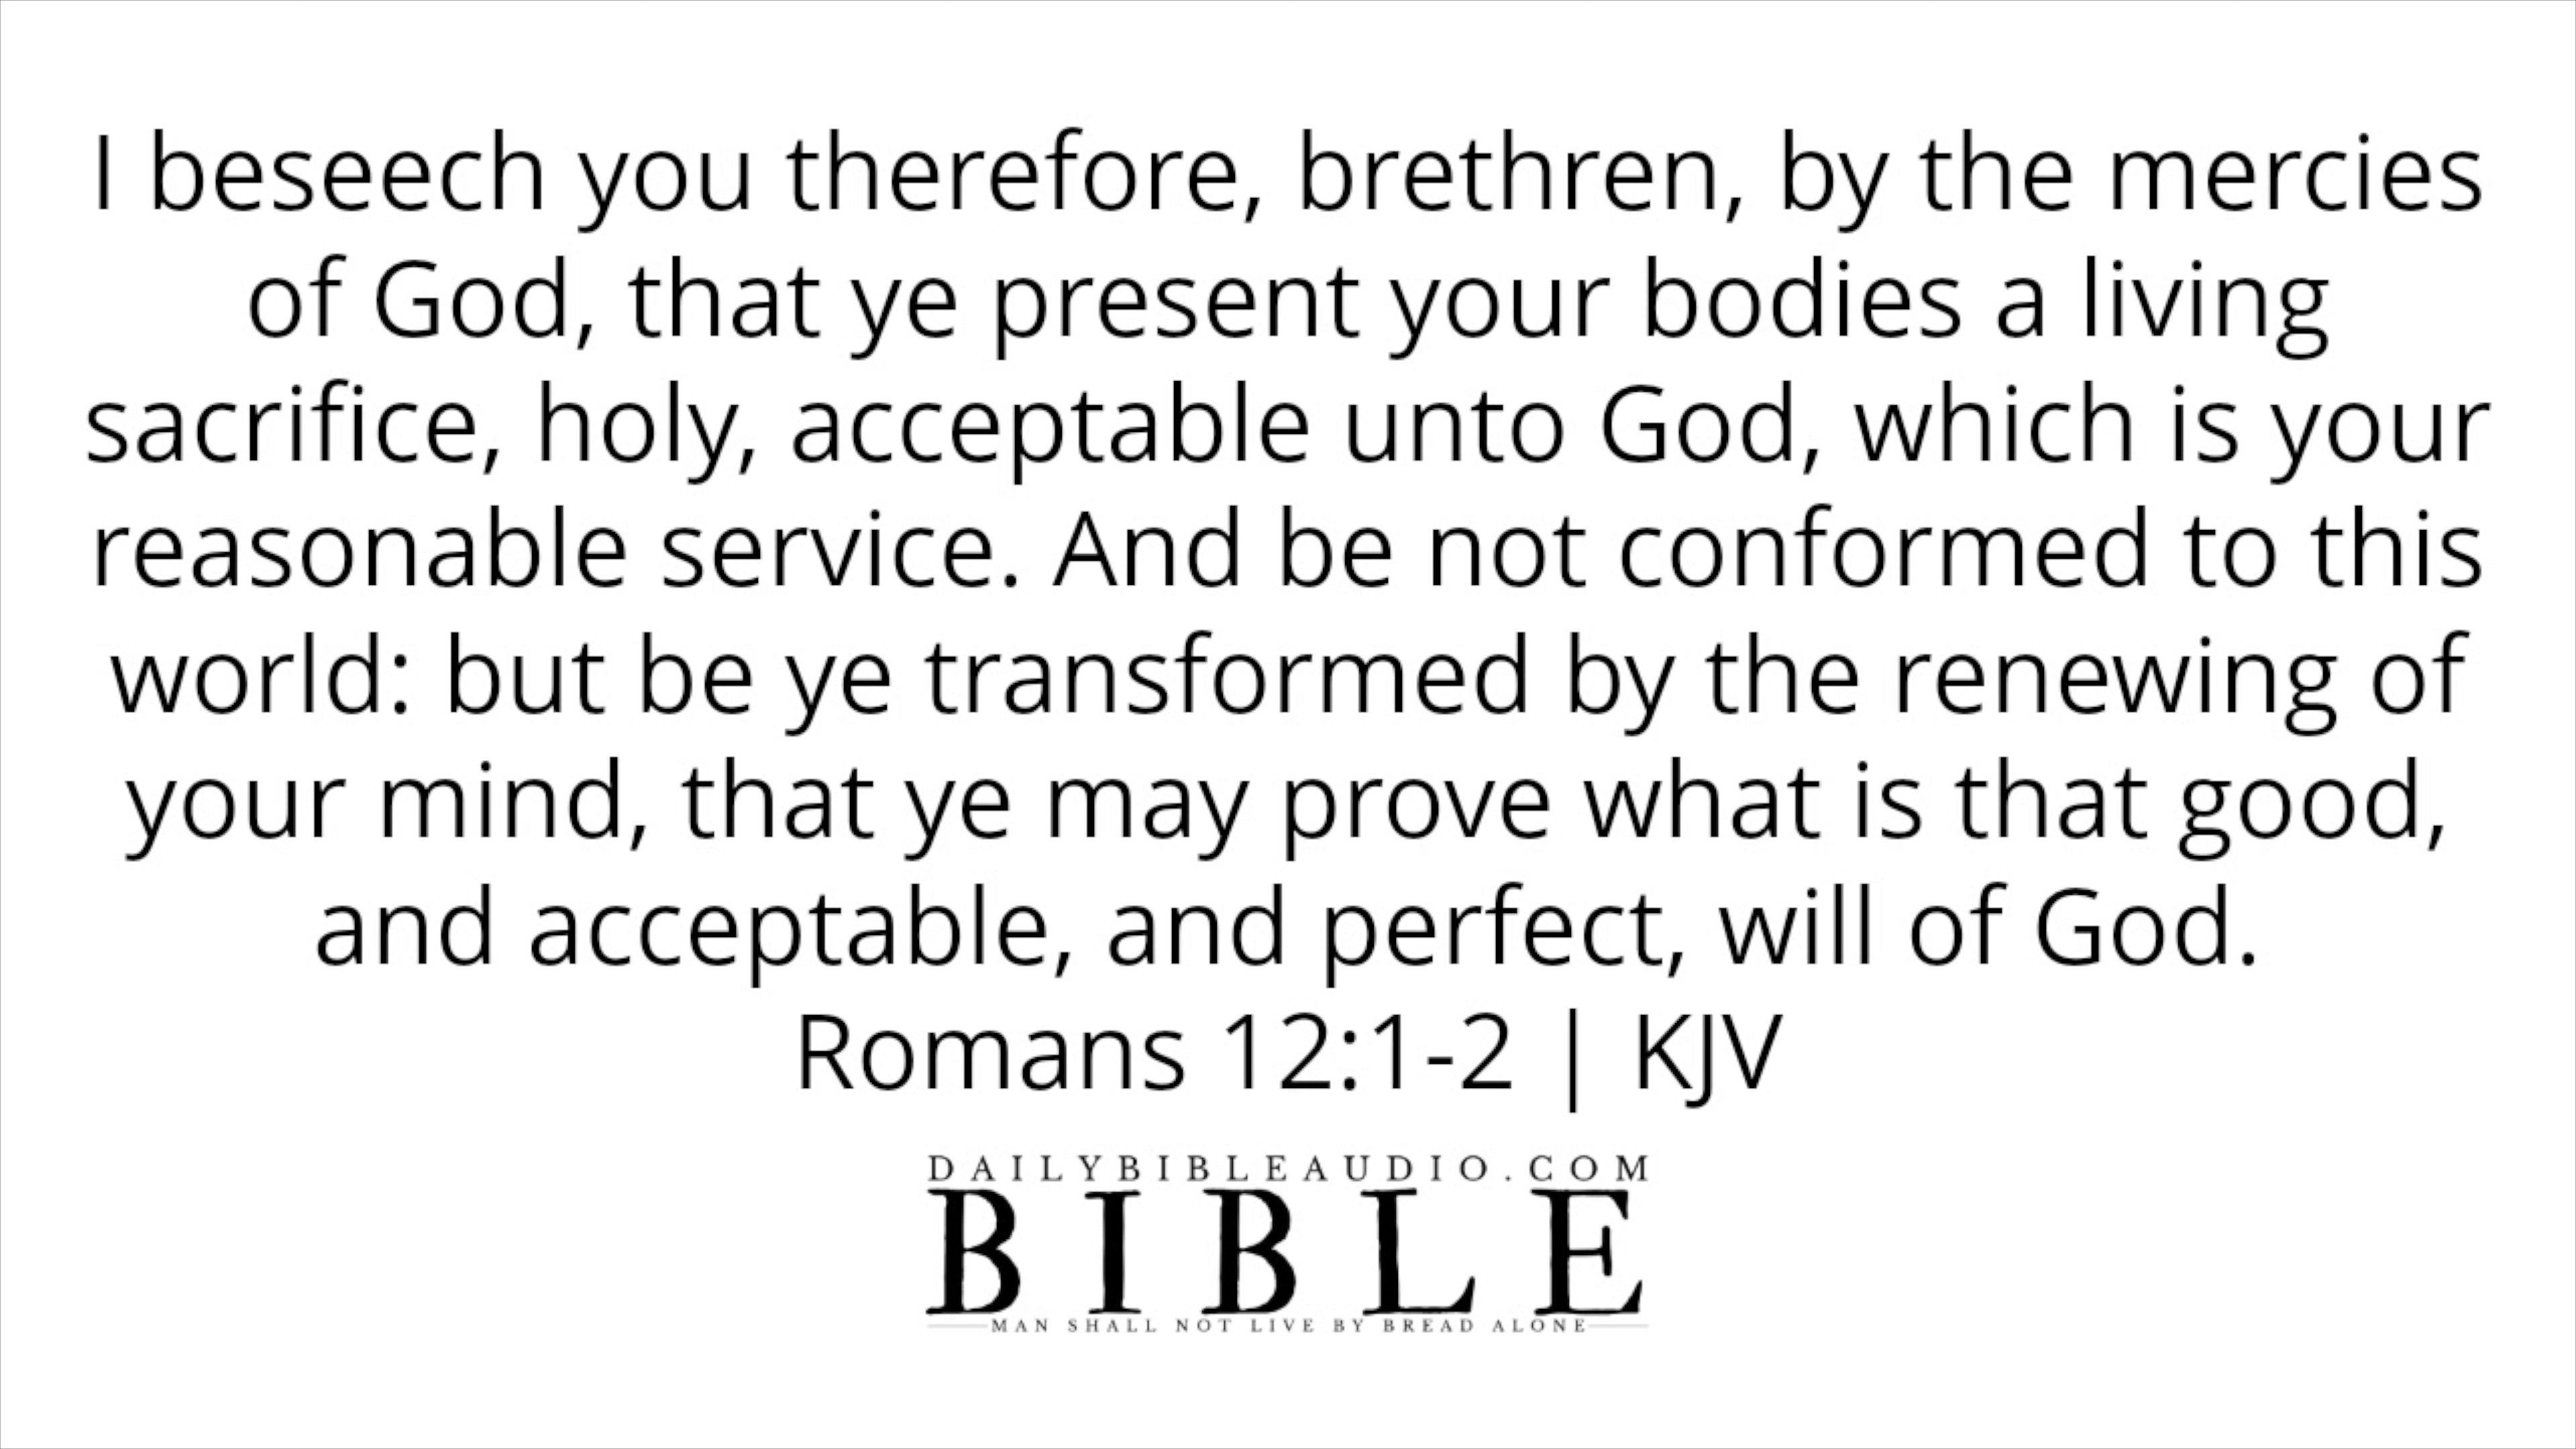 I beseech you therefore, brethren, by the mercies
of God, that ye present your bodies a living
sacrifice, holy, acceptable unto God, which is your
reasonable service. And be not conformed to this
world: but be ye transformed by the renewing of
your mind, that ye may prove what is that good,
and acceptable, and perfect, will of God.
Romans 12:1-2 | KJV
DAILYBIBLEAUDIO.COM
BIBLE
MAN SHALL NOT LIVE BY BREAD ALONE